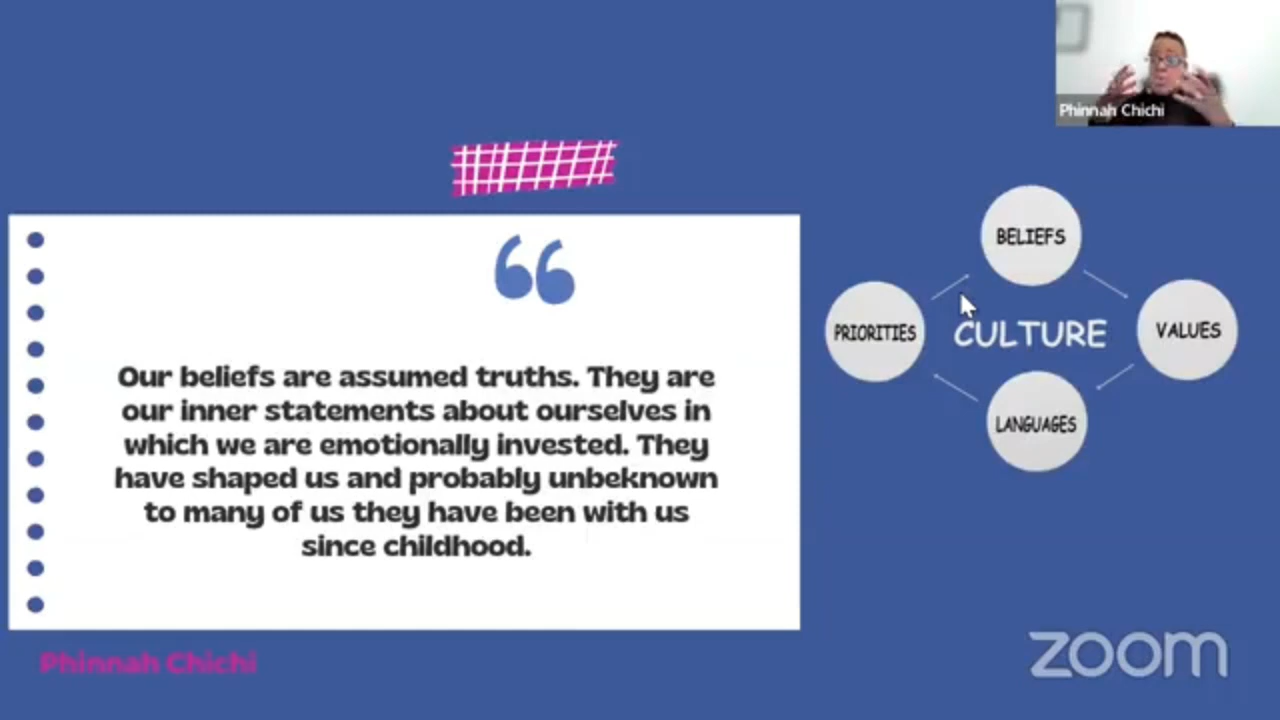 Phinnah Chichi
“
Our beliefs are assumed truths. They are
our inner statements about ourselves in
which we are emotionally invested. They
have shaped us and probably unbeknown
to many of us they have been with us
since childhood.
BELIEFS
PRIORITIES
CULTURE
VALUES
LANGUAGES
Phinnah Chichi
zoom